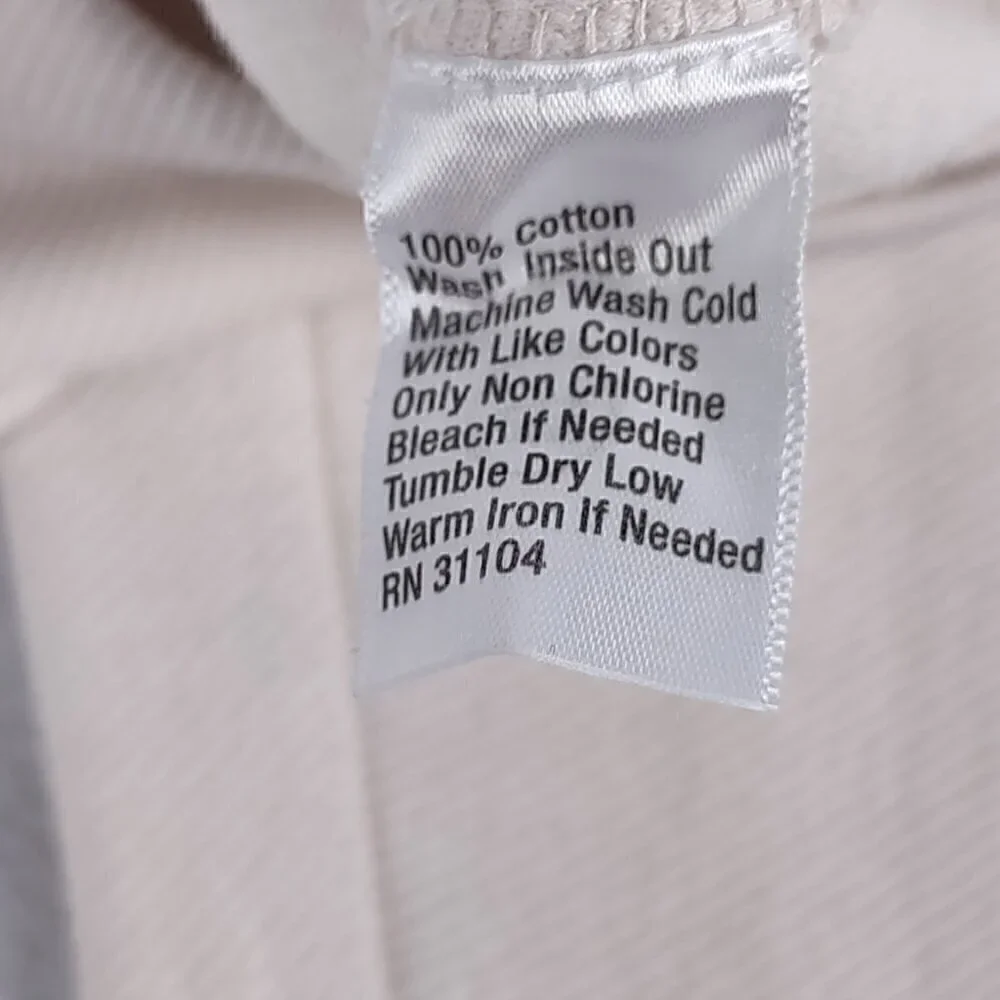 100% cotton
Wash Inside Out
Machine Wash Cold
With Like Colors
Only Non Chlorine
Bleach If Needed
Tumble Dry Low
Warm Iron If Needed
RN 31104